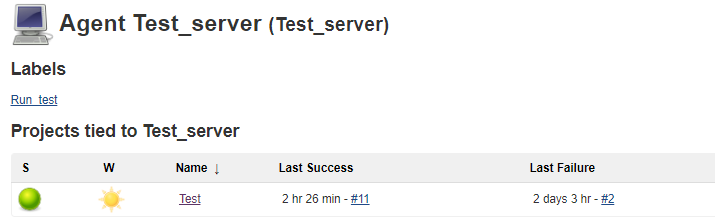 Agent Test_server (Test_server)
Labels
Run_test
Projects tied to Test_server
S W Name ↓ Last Success Last Failure
Test 2 hr 26 min - #11 2 days 3 hr - #2